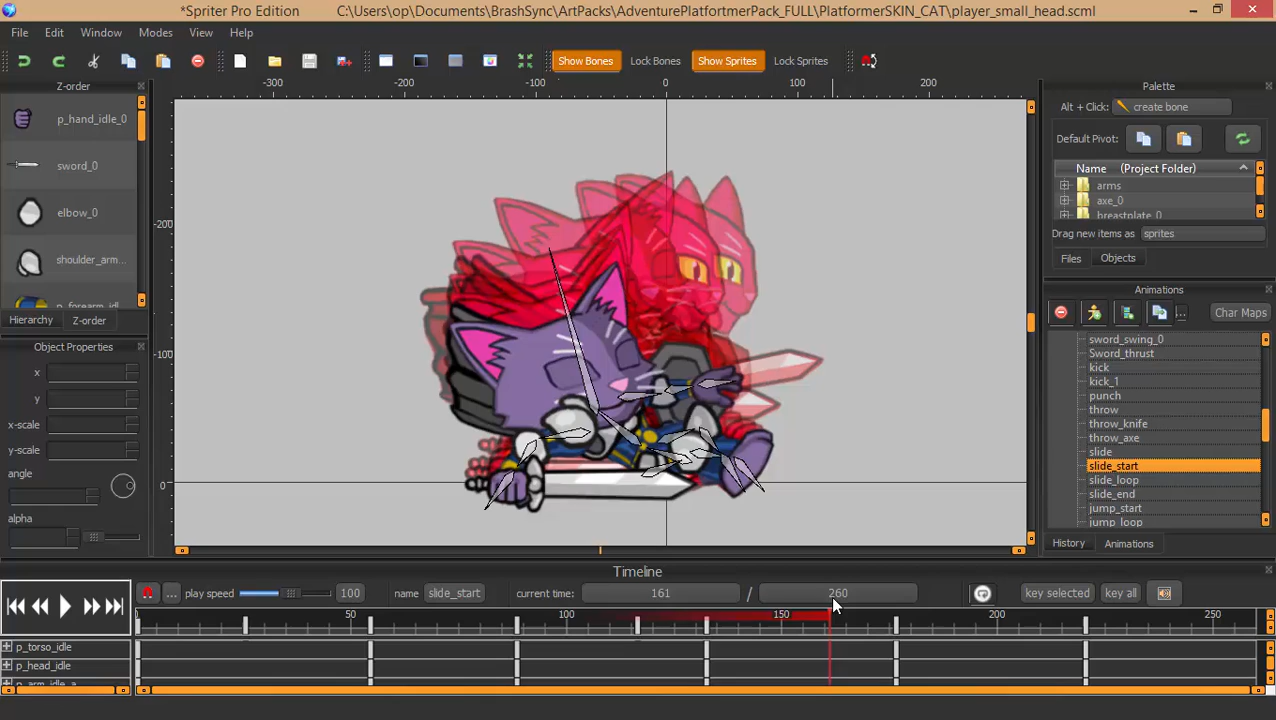 *Spriter Pro Edition C:\Users\op\Documents\BrashSync\ArtPacks\AdventurePlatfortmerPack_FULL\PlatformerSKIN_CAT\player_small_head.scml
File Edit Window Modes View Help
Show Bones Lock Bones Show Sprites Lock Sprites
Z-order
p_hand_idle_0
sword_0
elbow_0
shoulder_arm...
p_forearm_idl
Hierarchy Z-order
Object Properties
x
y
x-scale
y-scale
angle
alpha
-300 -200 -100 0 100 200
-200
-100
0
Palette
Alt + Click: create bone
Default Pivot:
Name (Project Folder)
arms
axe_0
breastplate_0
Drag new items as sprites
Files Objects
Animations
... Char Maps
sword_swing_0
Sword_thrust
kick
kick_1
punch
throw
throw_knife
throw_axe
slide
slide_start
slide_loop
slide_end
jump_start
jump_loop
History Animations
Timeline
... play speed 100 name slide_start current time: 161 / 260 key selected key all
50 100 150 200 250
p_torso_idle
p_head_idle
p_arm_idle_a